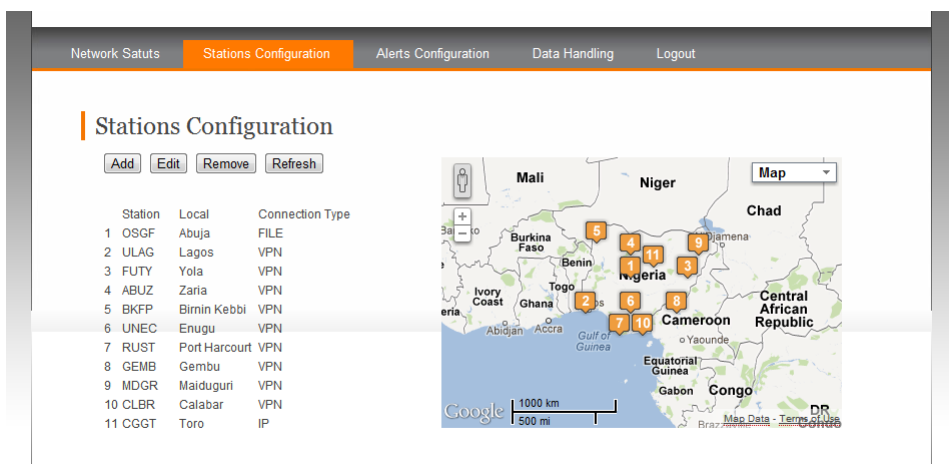 Network Satuts Stations Configuration Alerts Configuration Data Handling Logout
Stations Configuration
Add Edit Remove Refresh
Station Local Connection Type
1 OSGF Abuja FILE
2 ULAG Lagos VPN
3 FUTY Yola VPN
4 ABUZ Zaria VPN
5 BKFP Birnin Kebbi VPN
6 UNEC Enugu VPN
7 RUST Port Harcourt VPN
8 GEMB Gembu VPN
9 MDGR Maiduguri VPN
10 CLBR Calabar VPN
11 CGGT Toro IP
Map
Mali
Niger
Chad
+
−
Burkina
Faso
5
4
9
11
1
3
Benin
Togo
Ivory
Coast
Ghana
2
6
8
7
10
Central
African
Republic
Cameroon
Abidjan
Accra
Gulf of
Guinea
Yaounde
Equatorial
Guinea
Gabon
Congo
DR
Google
1000 km
500 mi
Map Data - Terms of Use